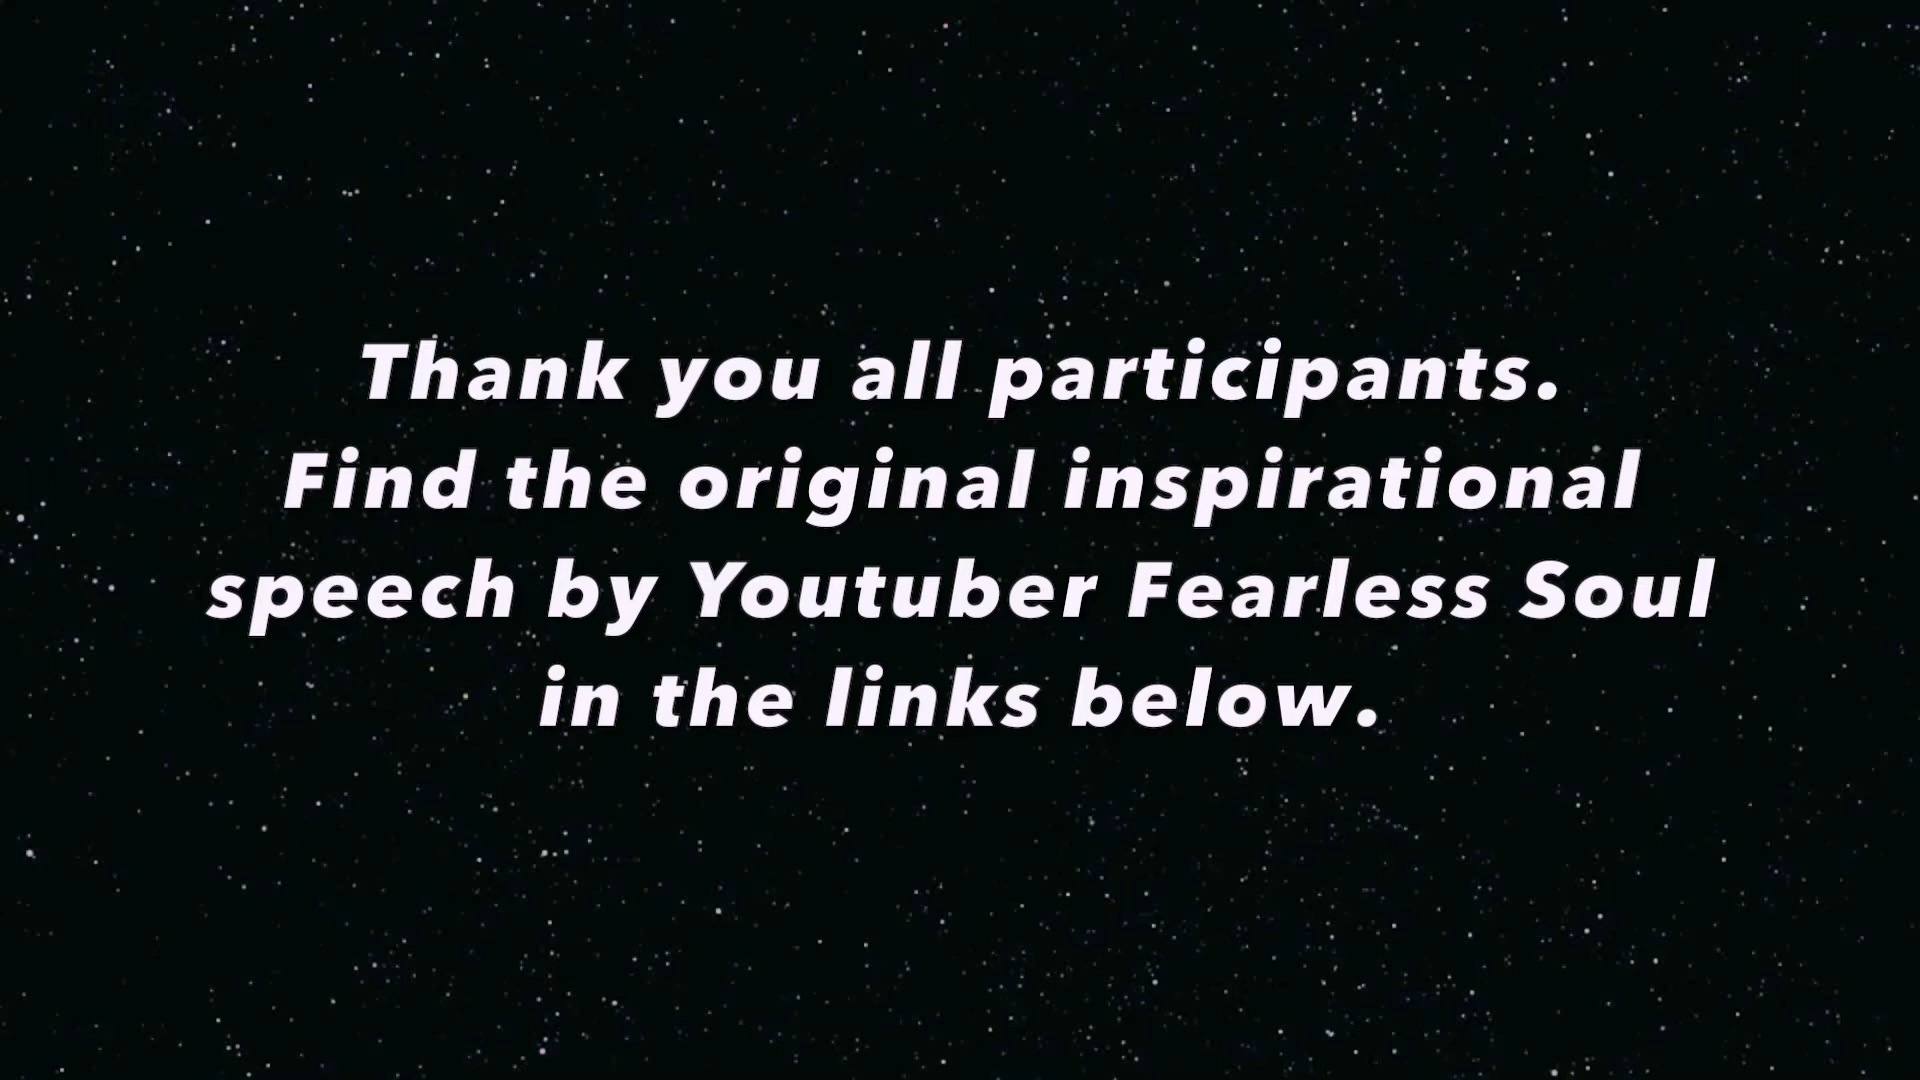 Thank you all participants.
Find the original inspirational
speech by Youtuber Fearless Soul
in the links below.